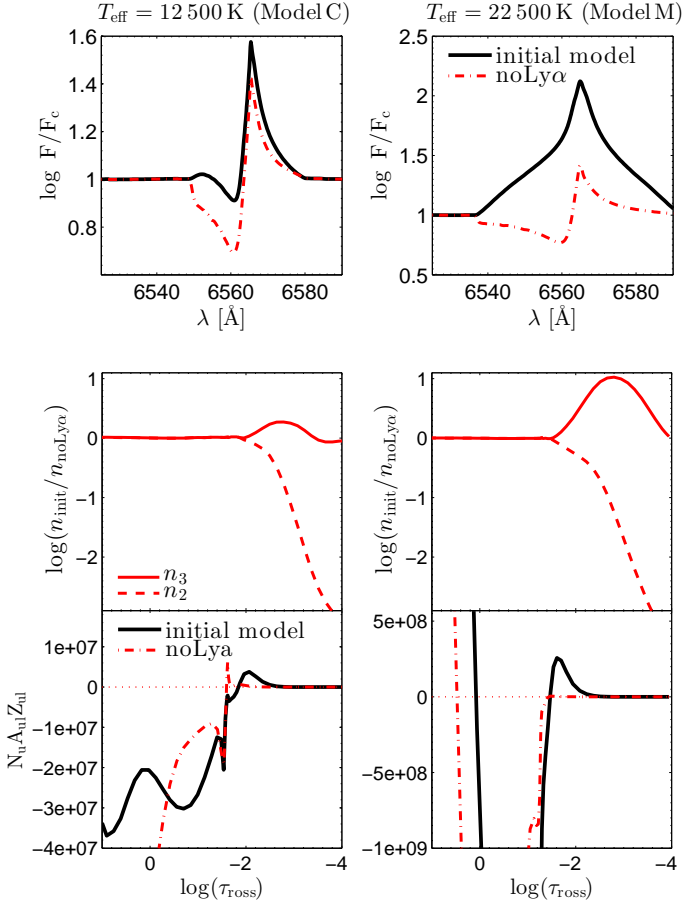 T_eff = 12 500 K (Model C)
T_eff = 22 500 K (Model M)
log F/F_c
1.6
1.4
1.2
1
0.8
6540 6560 6580
λ [Å]
log F/F_c
2.5
2
1.5
1
0.5
initial model
noLyα
6540 6560 6580
λ [Å]
log(n_init/n_noLyα)
1
0
−1
−2
n_3
n_2
log(n_init/n_noLyα)
1
0
−1
−2
N_uA_ulZ_ul
1e+07
0
−1e+07
−2e+07
−3e+07
−4e+07
initial model
noLya
0 −2 −4
log(τ_ross)
5e+08
0
−5e+08
−1e+09
0 −2 −4
log(τ_ross)